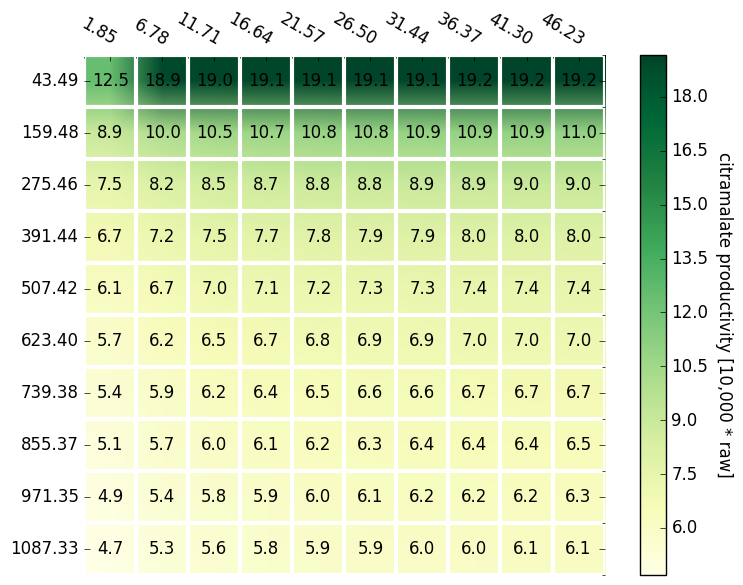 1.85 6.78 11.71 16.64 21.57 26.50 31.44 36.37 41.30 46.23
43.49 12.5 18.9 19.0 19.1 19.1 19.1 19.1 19.2 19.2 19.2
159.48 8.9 10.0 10.5 10.7 10.8 10.8 10.9 10.9 10.9 11.0
275.46 7.5 8.2 8.5 8.7 8.8 8.8 8.9 8.9 9.0 9.0
391.44 6.7 7.2 7.5 7.7 7.8 7.9 7.9 8.0 8.0 8.0
507.42 6.1 6.7 7.0 7.1 7.2 7.3 7.3 7.4 7.4 7.4
623.40 5.7 6.2 6.5 6.7 6.8 6.9 6.9 7.0 7.0 7.0
739.38 5.4 5.9 6.2 6.4 6.5 6.6 6.6 6.7 6.7 6.7
855.37 5.1 5.7 6.0 6.1 6.2 6.3 6.4 6.4 6.4 6.5
971.35 4.9 5.4 5.8 5.9 6.0 6.1 6.2 6.2 6.2 6.3
1087.33 4.7 5.3 5.6 5.8 5.9 5.9 6.0 6.0 6.1 6.1
18.0
16.5
15.0
13.5
12.0
10.5
9.0
7.5
6.0
citramalate productivity [10,000 * raw]